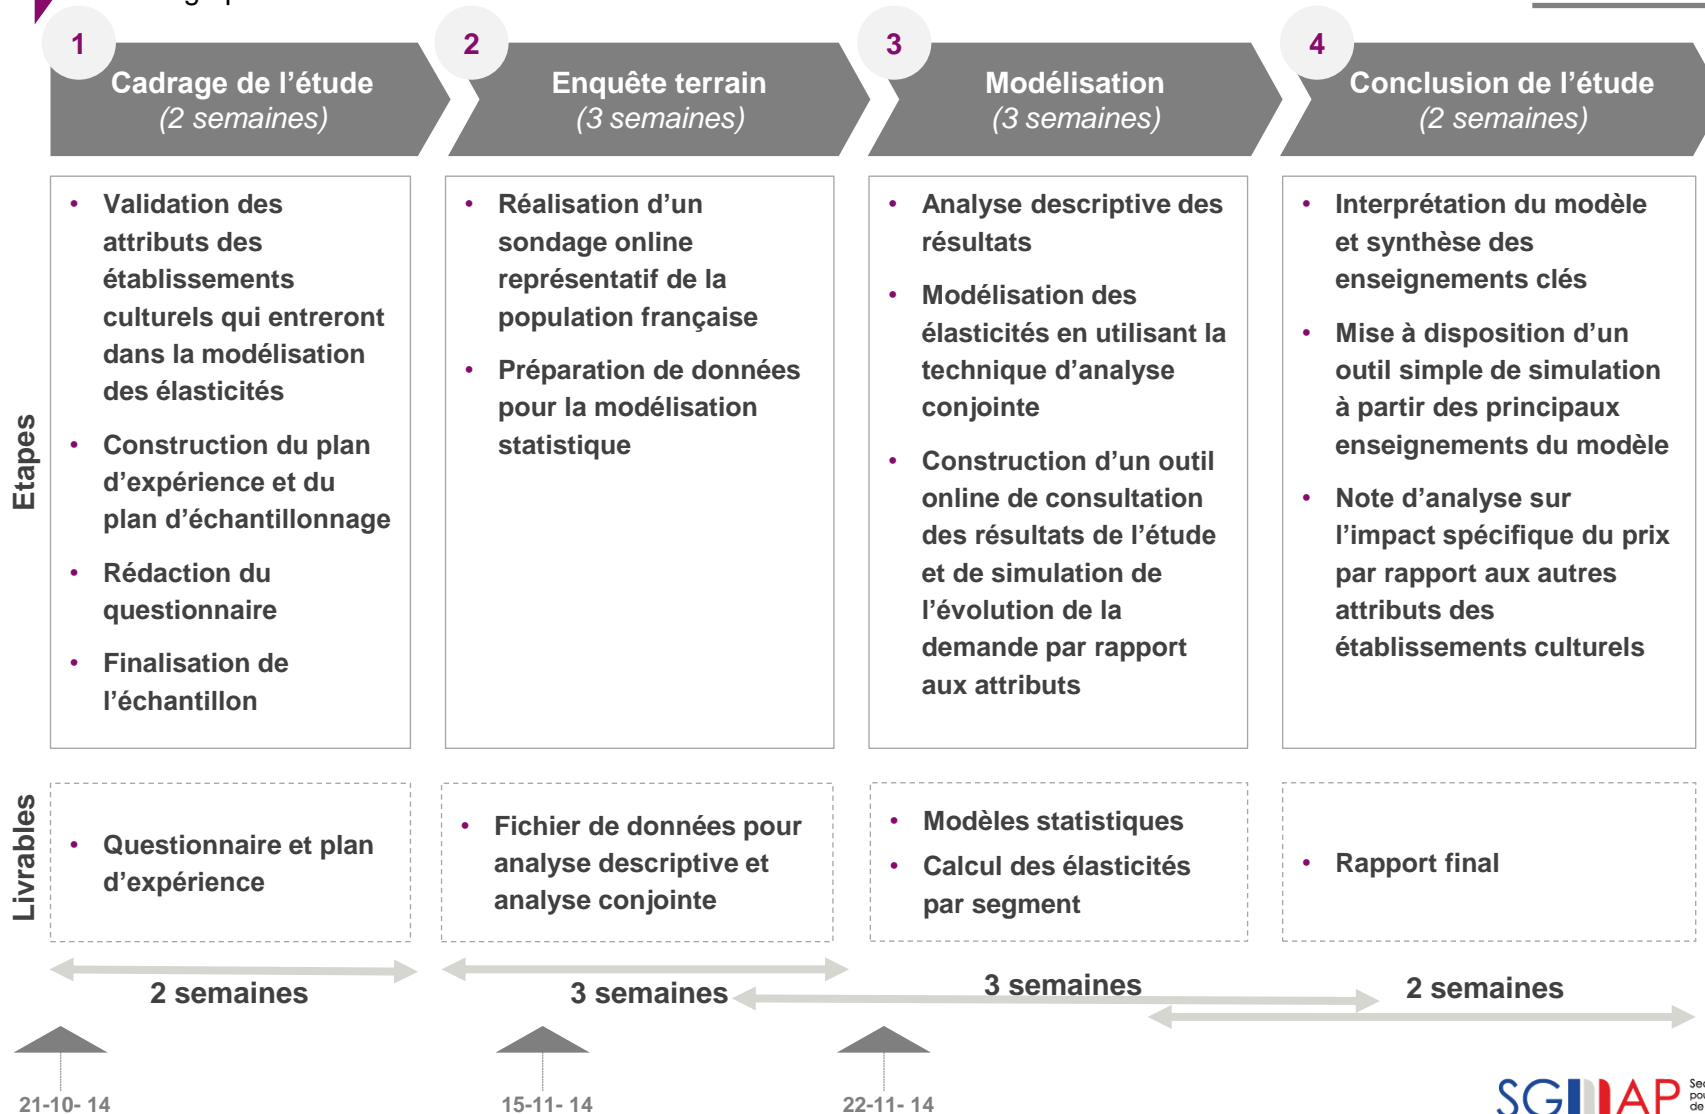 1
2
3
4
Cadrage de l’étude
(2 semaines)
Enquête terrain
(3 semaines)
Modélisation
(3 semaines)
Conclusion de l’étude
(2 semaines)
Etapes
• Validation des
attributs des
établissements
culturels qui entreront
dans la modélisation
des élasticités
• Construction du plan
d’expérience et du
plan d’échantillonnage
• Rédaction du
questionnaire
• Finalisation de
l’échantillon
• Réalisation d’un
sondage online
représentatif de la
population française
• Préparation de données
pour la modélisation
statistique
• Analyse descriptive des
résultats
• Modélisation des
élasticités en utilisant la
technique d’analyse
conjointe
• Construction d’un outil
online de consultation
des résultats de l’étude
et de simulation de
l’évolution de la
demande par rapport
aux attributs
• Interprétation du modèle
et synthèse des
enseignements clés
• Mise à disposition d’un
outil simple de simulation
à partir des principaux
enseignements du modèle
• Note d’analyse sur
l’impact spécifique du prix
par rapport aux autres
attributs des
établissements culturels
Livrables
• Questionnaire et plan
d’expérience
• Fichier de données pour
analyse descriptive et
analyse conjointe
• Modèles statistiques
• Calcul des élasticités
par segment
• Rapport final
2 semaines
3 semaines
3 semaines
2 semaines
21-10- 14
15-11- 14
22-11- 14
SGMAP